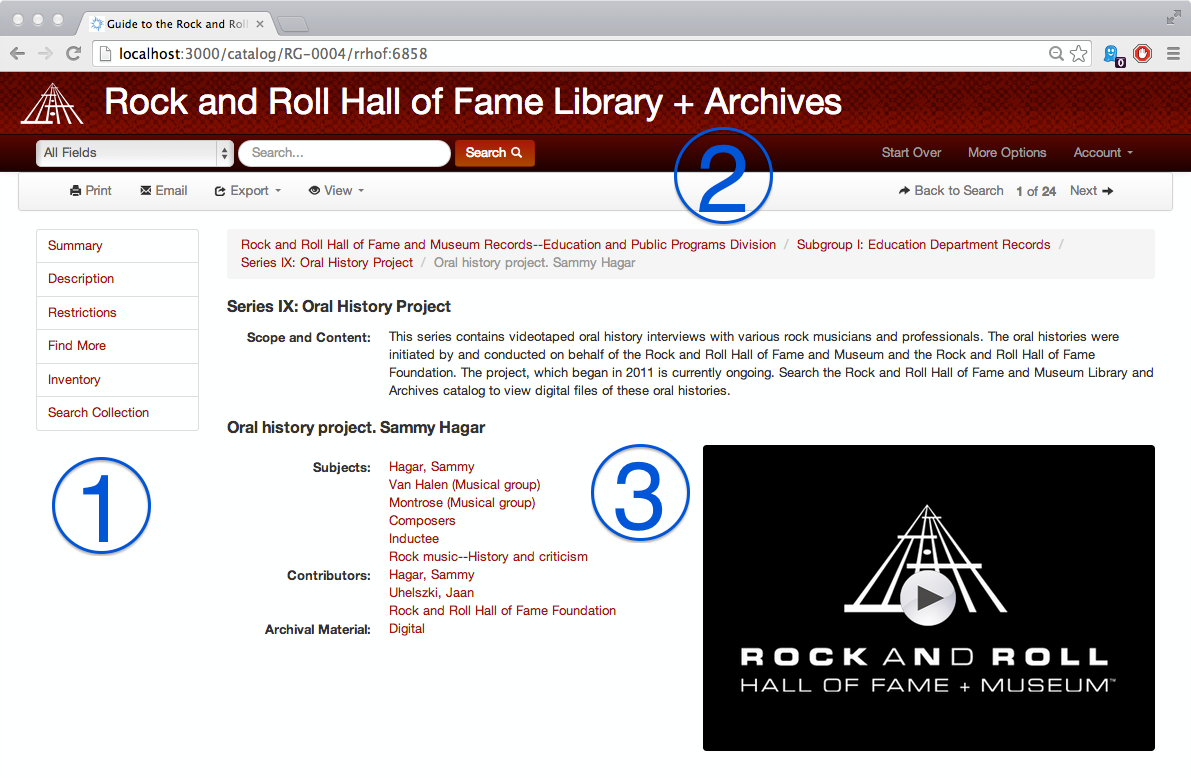 Guide to the Rock and Roll
localhost:3000/catalog/RG-0004/rrhof:6858
0
Rock and Roll Hall of Fame Library + Archives
All Fields Search... Search Start Over More Options Account
2
Print Email Export View Back to Search 1 of 24 Next
Summary
Description
Restrictions
Find More
Inventory
Search Collection
1
Rock and Roll Hall of Fame and Museum Records--Education and Public Programs Division / Subgroup I: Education Department Records /
Series IX: Oral History Project / Oral history project. Sammy Hagar
Series IX: Oral History Project
Scope and Content: This series contains videotaped oral history interviews with various rock musicians and professionals. The oral histories were
initiated by and conducted on behalf of the Rock and Roll Hall of Fame and Museum and the Rock and Roll Hall of Fame
Foundation. The project, which began in 2011 is currently ongoing. Search the Rock and Roll Hall of Fame and Museum Library and
Archives catalog to view digital files of these oral histories.
Oral history project. Sammy Hagar
Subjects: Hagar, Sammy
Van Halen (Musical group)
Montrose (Musical group)
Composers
Inductee
Rock music--History and criticism
Contributors: Hagar, Sammy
Uhelszki, Jaan
Rock and Roll Hall of Fame Foundation
Archival Material: Digital
3
ROCK AND ROLL
HALL OF FAME + MUSEUM™